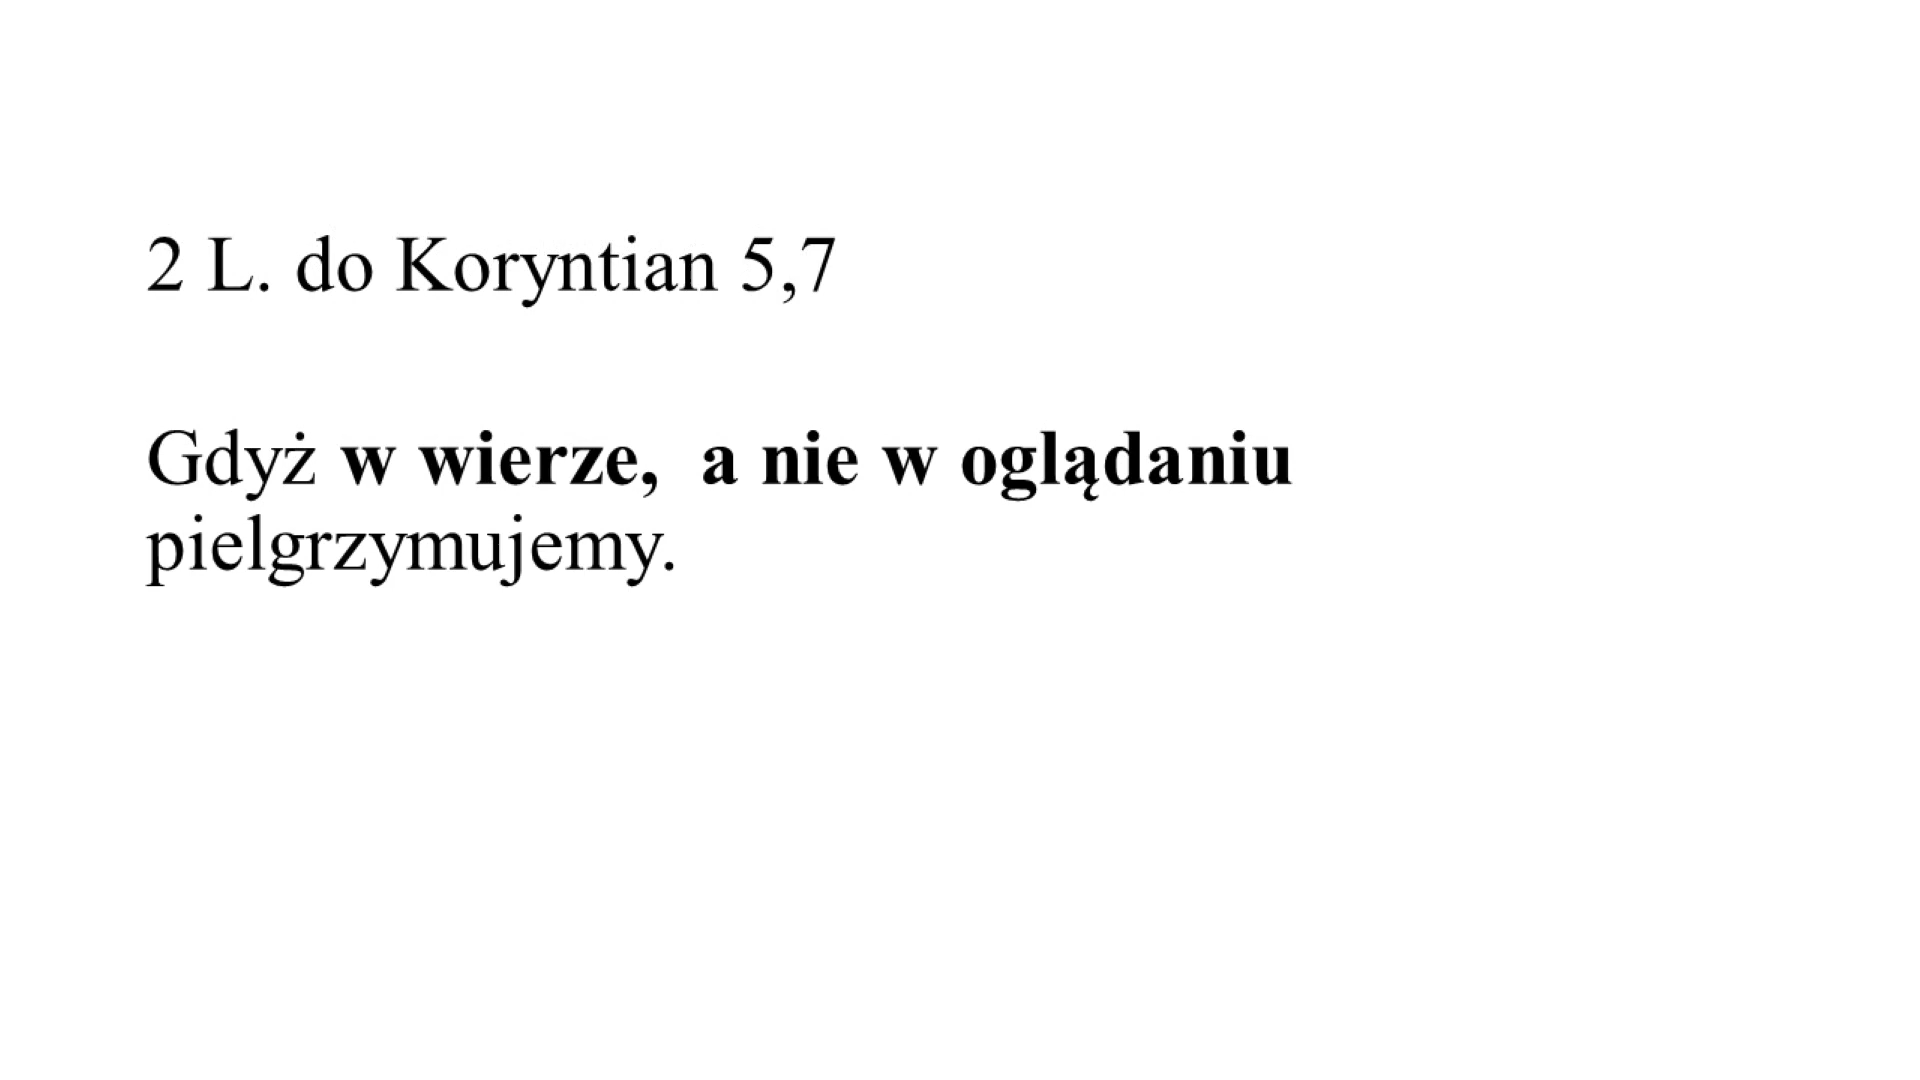 2 L. do Koryntian 5,7
Gdyż w wierze,  a nie w oglądaniu
pielgrzymujemy.